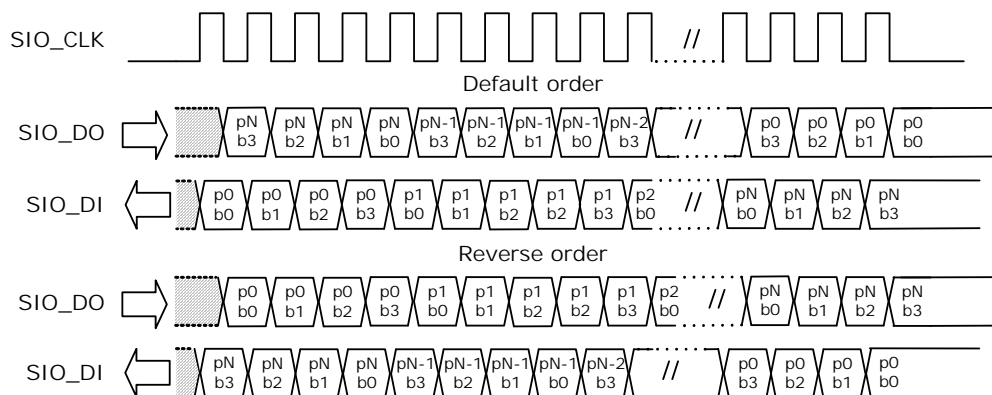 SIO_CLK //
Default order
SIO_DO
pN pN pN pN pN-1 pN-1 pN-1 pN-1 pN-2 // p0 p0 p0 p0
b3 b2 b1 b0 b3 b2 b1 b0 b3 b3 b2 b1 b0
SIO_DI
p0 p0 p0 p0 p1 p1 p1 p1 p1 p2 // pN pN pN pN
b0 b1 b2 b3 b0 b1 b2 b2 b3 b0 b0 b1 b2 b3
Reverse order
SIO_DO
p0 p0 p0 p0 p1 p1 p1 p1 p1 p2 // pN pN pN pN
b0 b1 b2 b3 b0 b1 b2 b2 b3 b0 b0 b1 b2 b3
SIO_DI
pN pN pN pN pN-1 pN-1 pN-1 pN-1 pN-2 // p0 p0 p0 p0
b3 b2 b1 b0 b3 b2 b1 b0 b3 b3 b2 b1 b0